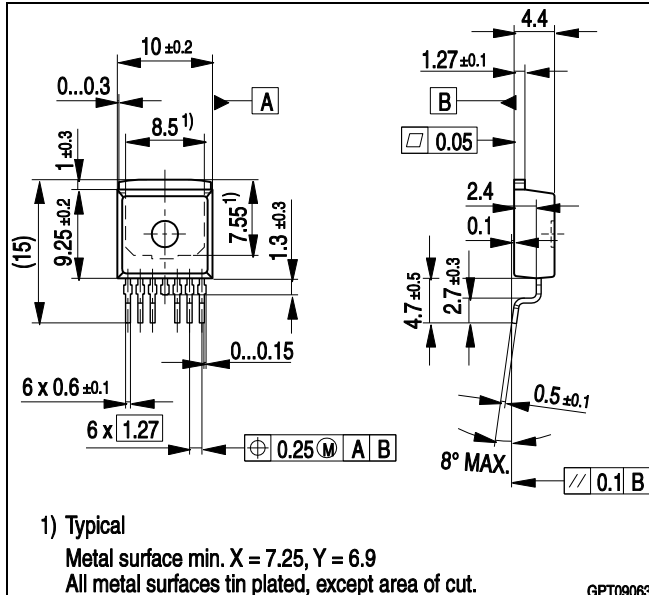 4.4
10 ±0.2
1.27 ±0.1
0...0.3
A
B
8.5 1)
0.05
1 ±0.3
2.4
7.55 1)
1.3 ±0.3
(15)
9.25 ±0.2
0.1
4.7 ±0.5
2.7 ±0.3
0...0.15
6 x 0.6 ±0.1
0.5 ±0.1
6 x 1.27
⌖ 0.25 Ⓜ A B
8° MAX.
// 0.1 B
1) Typical
Metal surface min. X = 7.25, Y = 6.9
All metal surfaces tin plated, except area of cut.
GPT09063